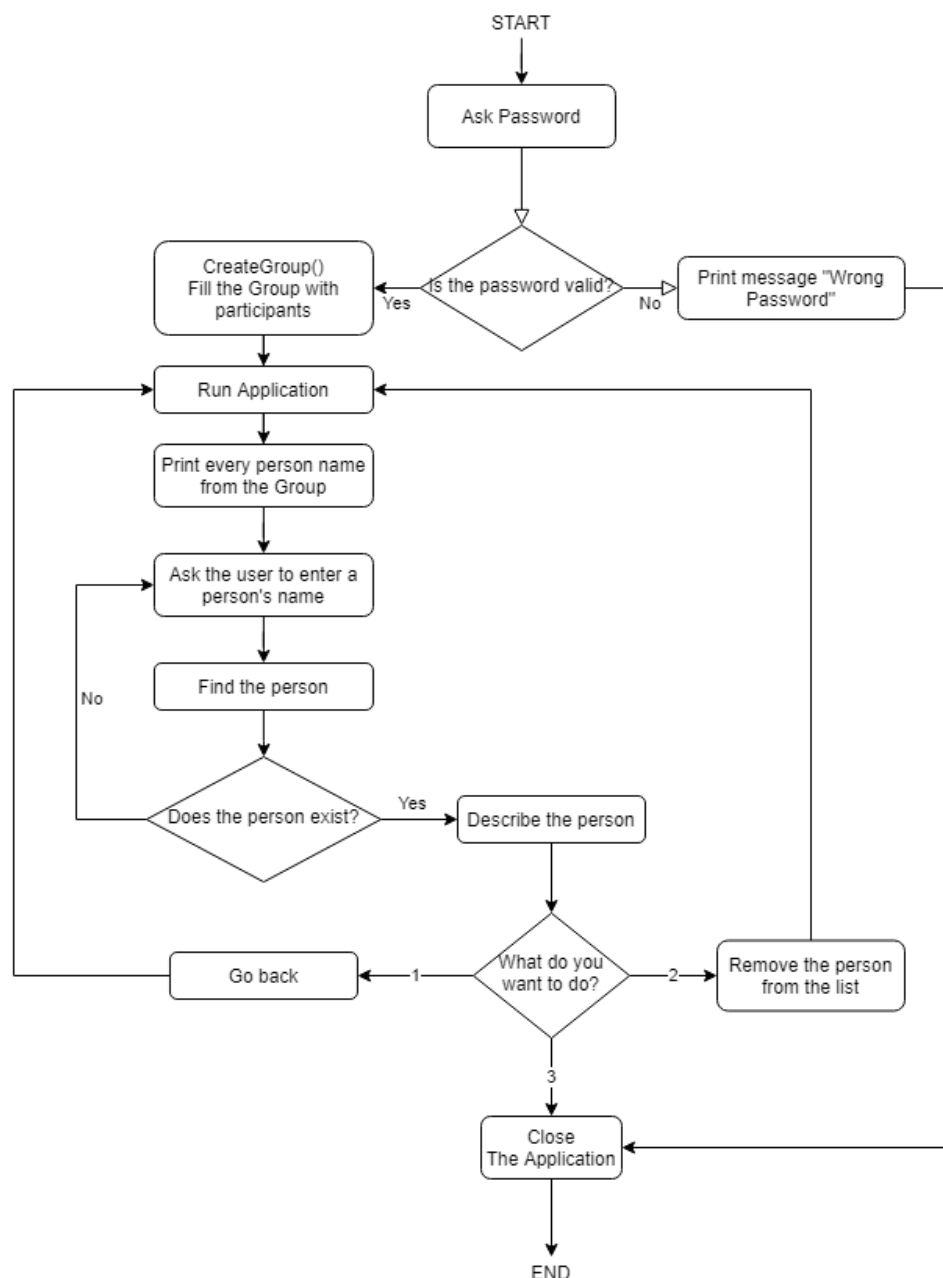 START
Ask Password
Is the password valid?
Yes
No
CreateGroup()
Fill the Group with
participants
Print message "Wrong
Password"
Run Application
Print every person name
from the Group
Ask the user to enter a
person's name
Find the person
No
Does the person exist?
Yes
Describe the person
Go back
1
What do you
want to do?
2
Remove the person
from the list
3
Close
The Application
END